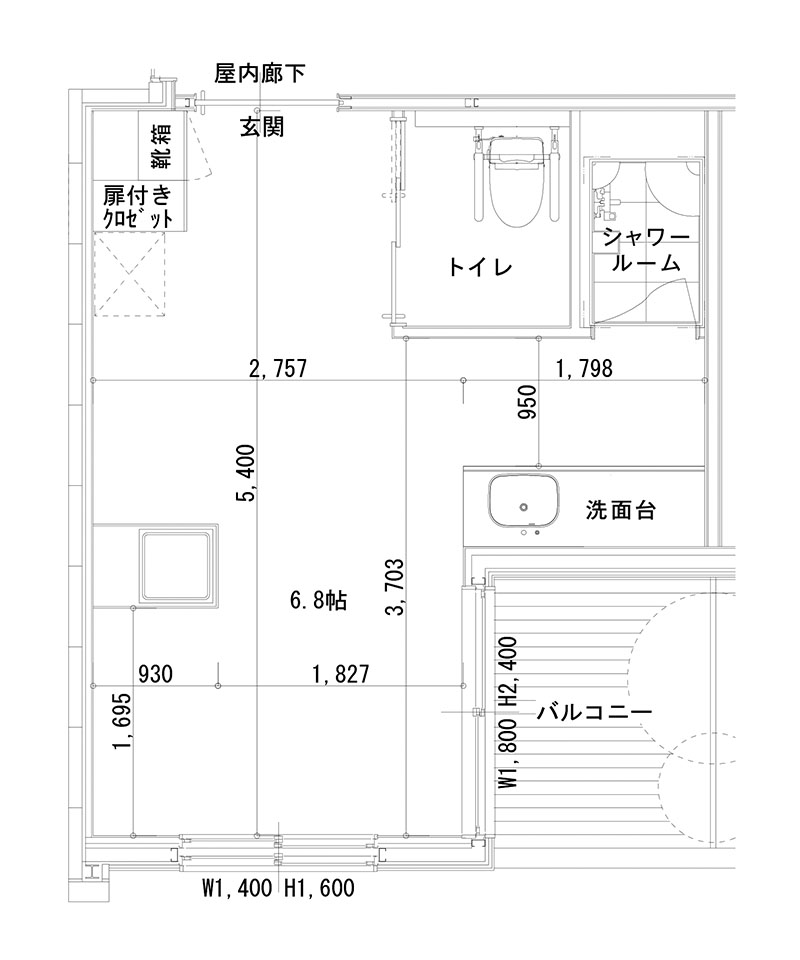 屋内廊下
玄関
靴箱
扉付き
ｸﾛｾﾞｯﾄ
トイレ
シャワー
ルーム
2,757
1,798
950
5,400
洗面台
3,703
6.8帖
930
1,827
1,695
W1,800 H2,400
バルコニー
W1,400 H1,600